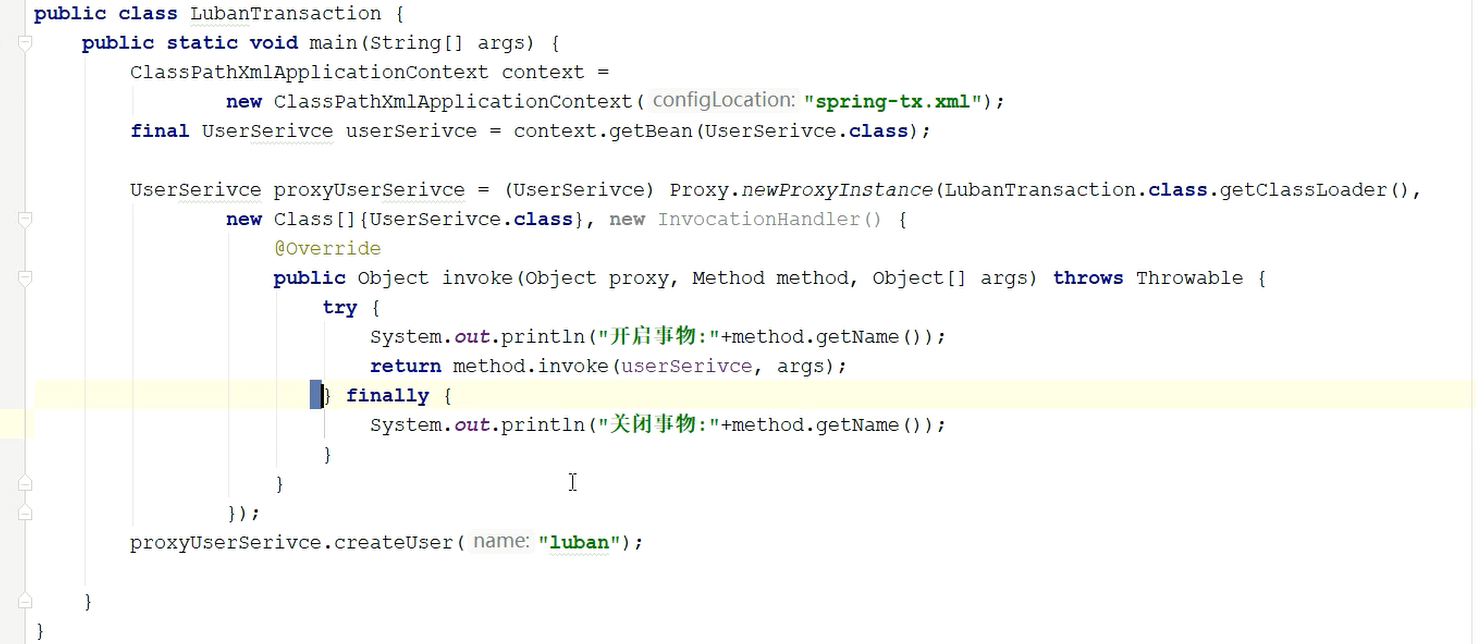 public class LubanTransaction {
public static void main(String[] args) {
ClassPathXmlApplicationContext context =
new ClassPathXmlApplicationContext( configLocation: "spring-tx.xml");
final UserSerivce userSerivce = context.getBean(UserSerivce.class);
UserSerivce proxyUserSerivce = (UserSerivce) Proxy.newProxyInstance(LubanTransaction.class.getClassLoader(),
new Class[]{UserSerivce.class}, new InvocationHandler() {
@Override
public Object invoke(Object proxy, Method method, Object[] args) throws Throwable {
try {
System.out.println("开启事物:"+method.getName());
return method.invoke(userSerivce, args);
} finally {
System.out.println("关闭事物:"+method.getName());
}
}
});
proxyUserSerivce.createUser( name: "luban");
}
}